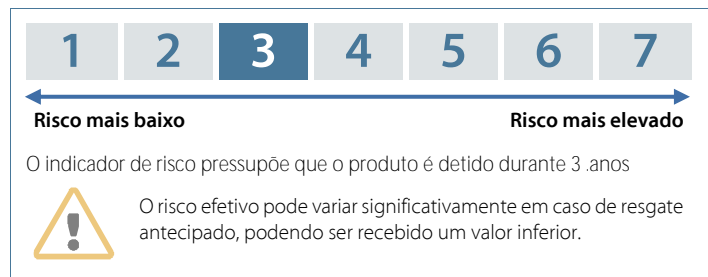 1 2 3 4 5 6 7
Risco mais baixo Risco mais elevado
O indicador de risco pressupõe que o produto é detido durante 3 .anos
O risco efetivo pode variar significativamente em caso de resgate
antecipado, podendo ser recebido um valor inferior.